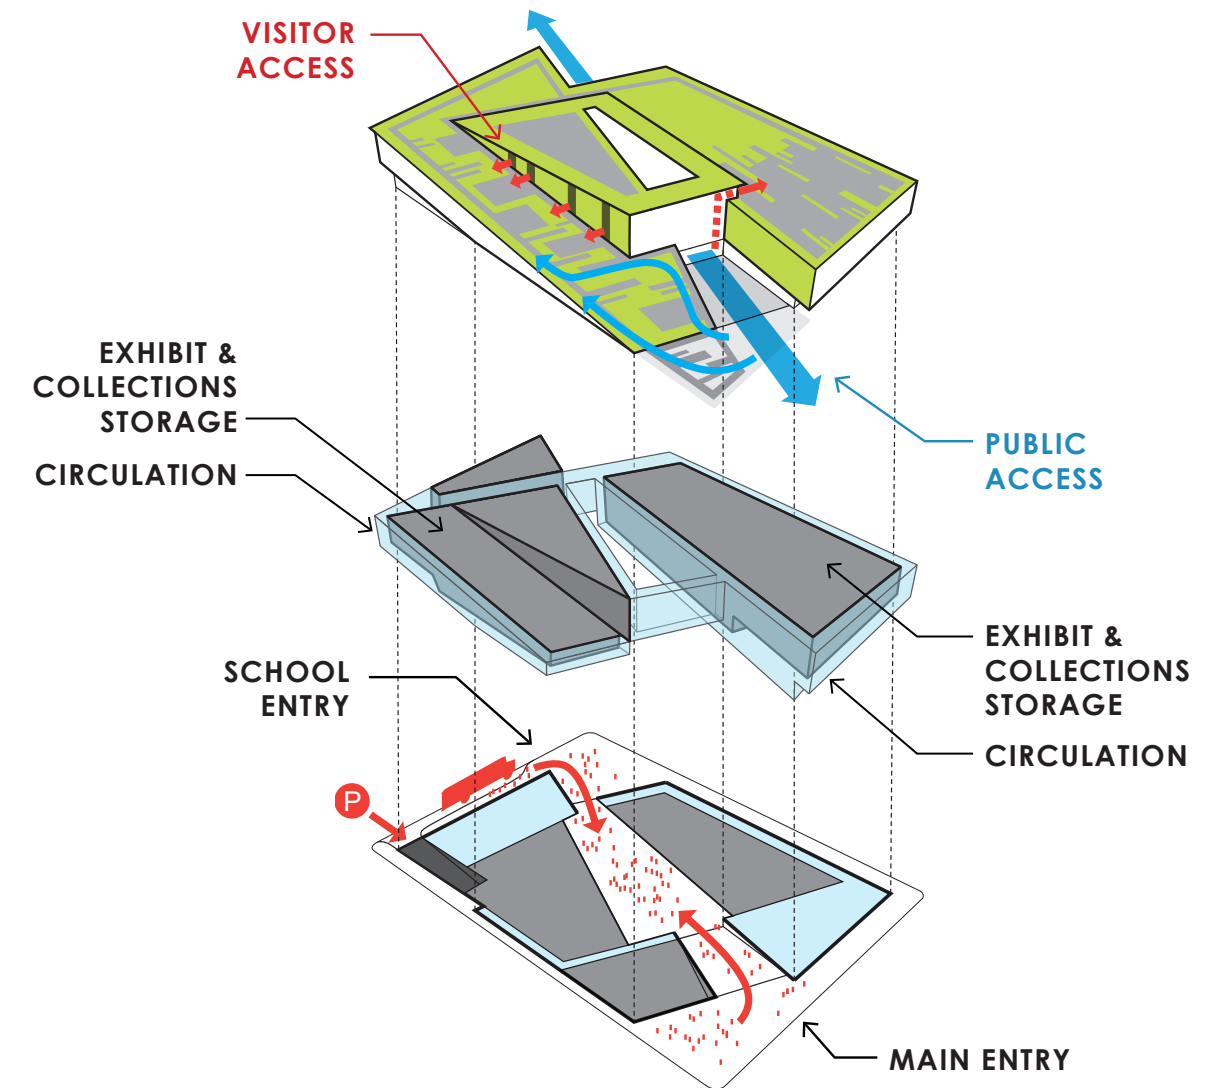 VISITOR
ACCESS
EXHIBIT &
COLLECTIONS
STORAGE
CIRCULATION
PUBLIC
ACCESS
EXHIBIT &
COLLECTIONS
STORAGE
CIRCULATION
SCHOOL
ENTRY
P
MAIN ENTRY